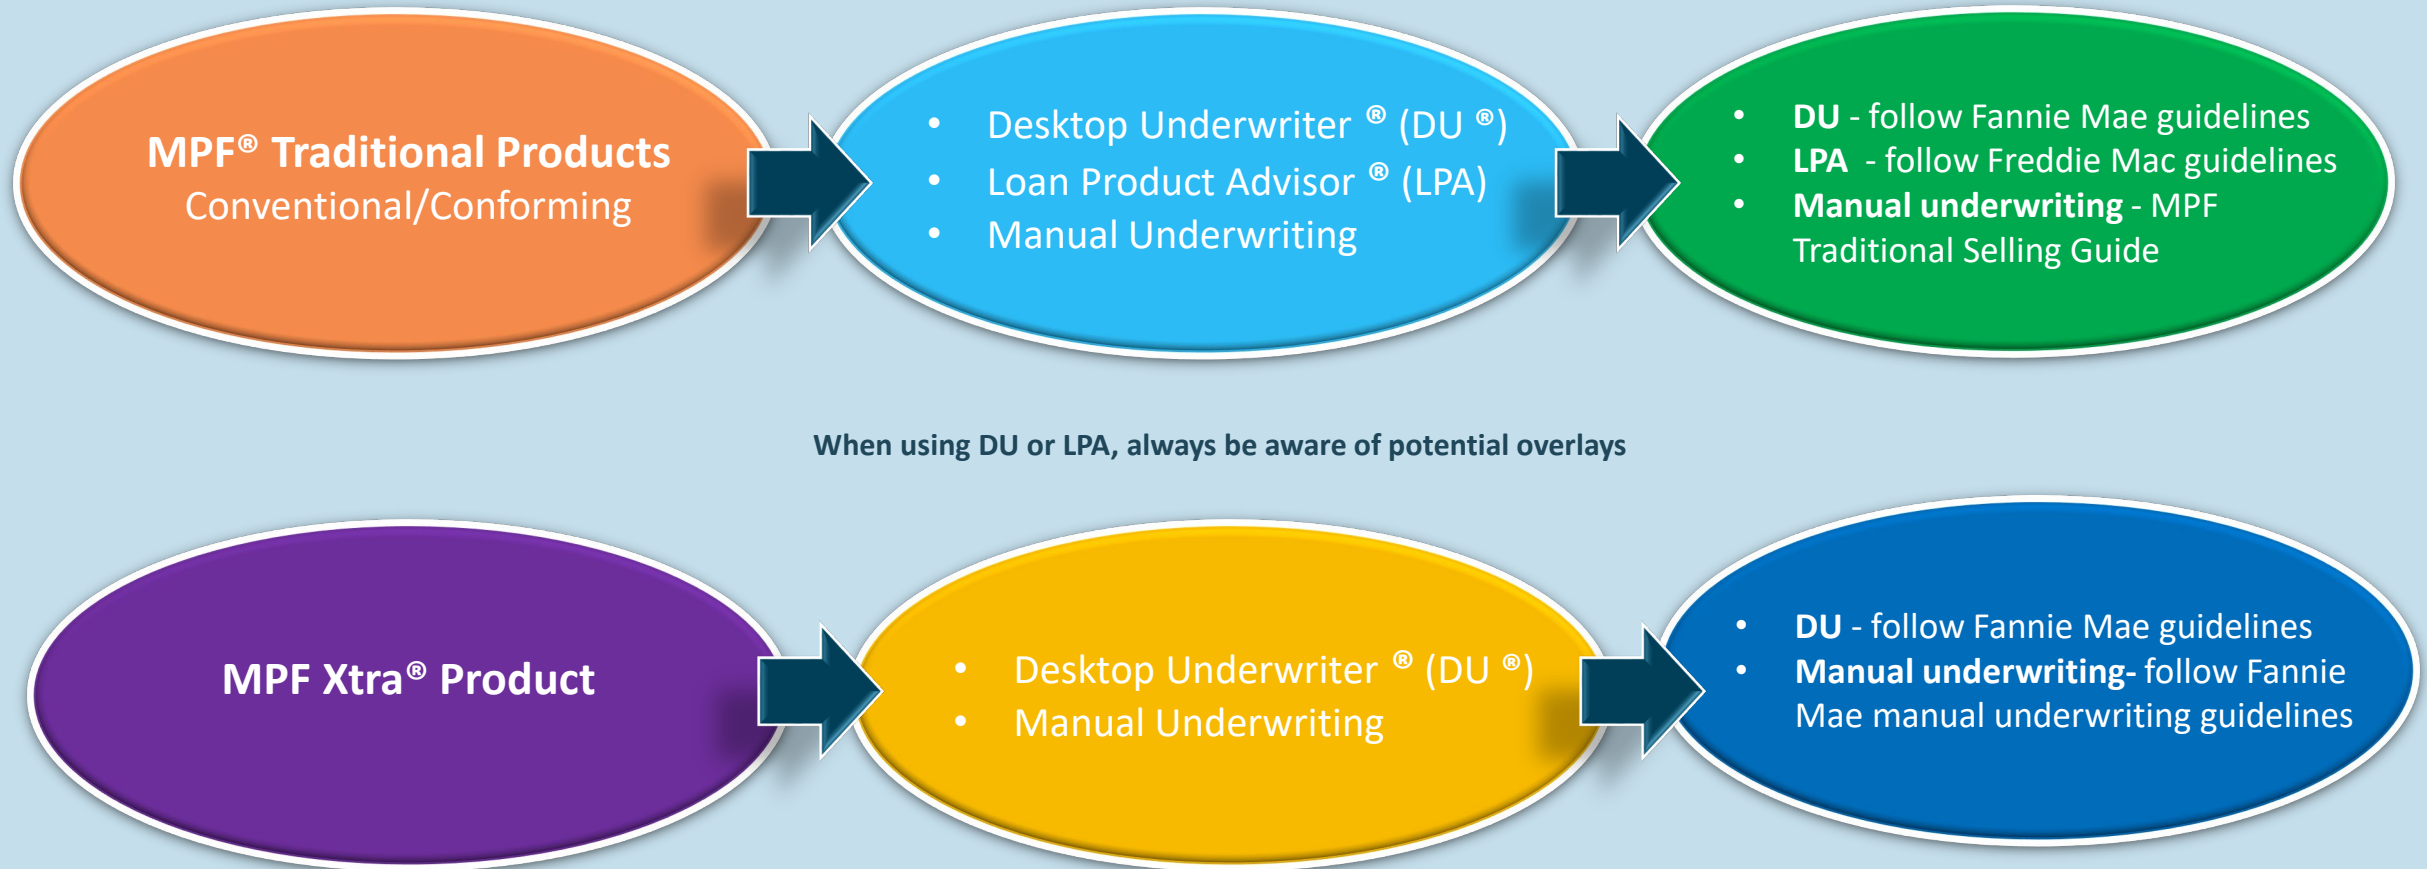 MPF® Traditional Products
Conventional/Conforming
• Desktop Underwriter ® (DU ®)
• Loan Product Advisor ® (LPA)
• Manual Underwriting
• DU - follow Fannie Mae guidelines
• LPA - follow Freddie Mac guidelines
• Manual underwriting - MPF
Traditional Selling Guide
When using DU or LPA, always be aware of potential overlays
MPF Xtra® Product
• Desktop Underwriter ® (DU ®)
• Manual Underwriting
• DU - follow Fannie Mae guidelines
• Manual underwriting- follow Fannie
Mae manual underwriting guidelines